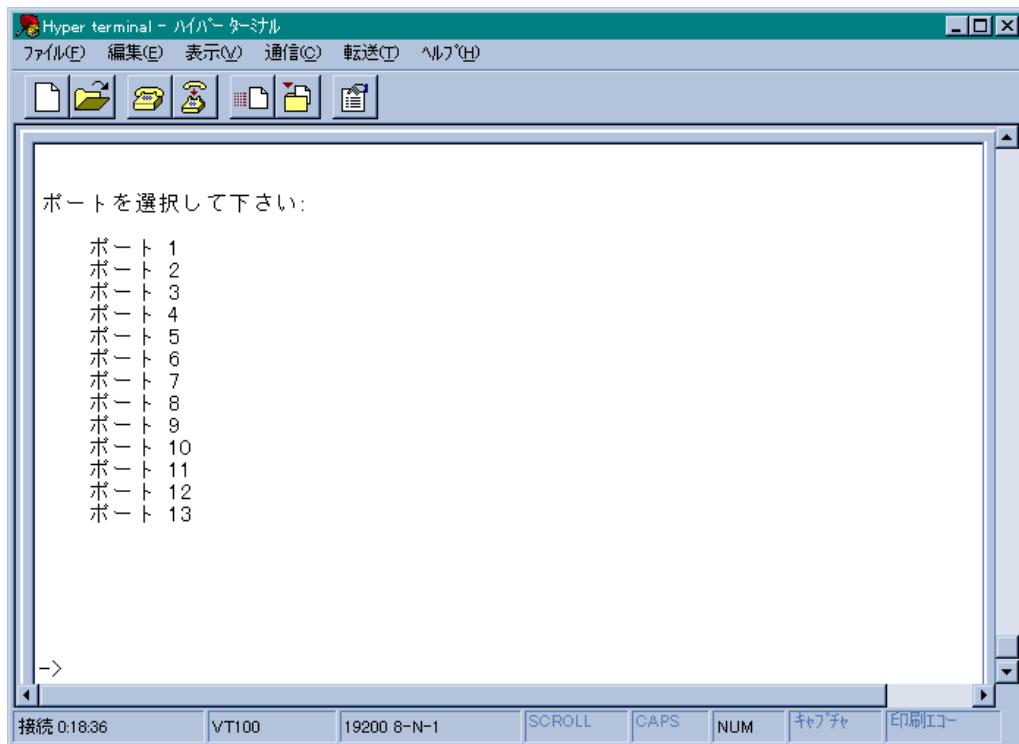 Hyper terminal - ﾊｲﾊﾟｰ ﾀｰﾐﾅﾙ
ﾌｧｲﾙ(F) 編集(E) 表示(V) 通信(C) 転送(T) ﾍﾙﾌﾟ(H)
ポートを選択して下さい:
ポート 1
ポート 2
ポート 3
ポート 4
ポート 5
ポート 6
ポート 7
ポート 8
ポート 9
ポート 10
ポート 11
ポート 12
ポート 13
->
接続 0:18:36 VT100 19200 8-N-1 SCROLL CAPS NUM ｷｬﾌﾟﾁｬ 印刷ｴｺｰ